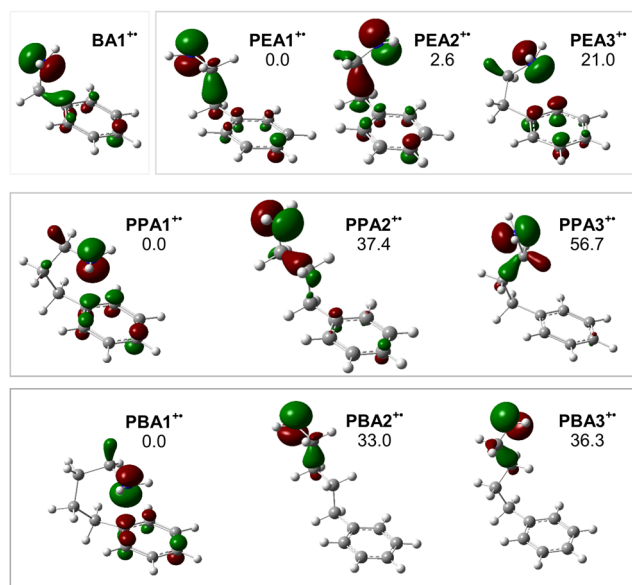 BA1⁺•
PEA1⁺•
0.0
PEA2⁺•
2.6
PEA3⁺•
21.0
PPA1⁺•
0.0
PPA2⁺•
37.4
PPA3⁺•
56.7
PBA1⁺•
0.0
PBA2⁺•
33.0
PBA3⁺•
36.3